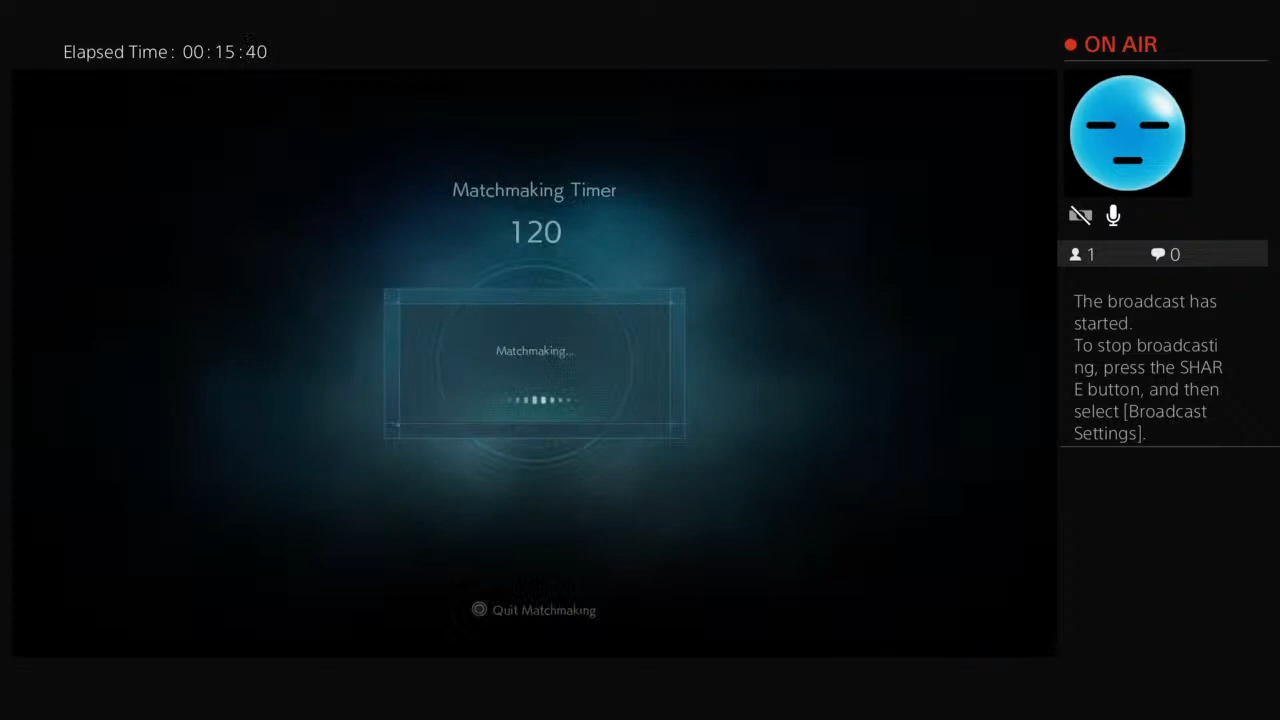 Elapsed Time: 00:15:40
ON AIR
Matchmaking Timer
120
1 0
The broadcast has
started.
To stop broadcasti
ng, press the SHAR
E button, and then
select [Broadcast
Settings].
Matchmaking...
Quit Matchmaking